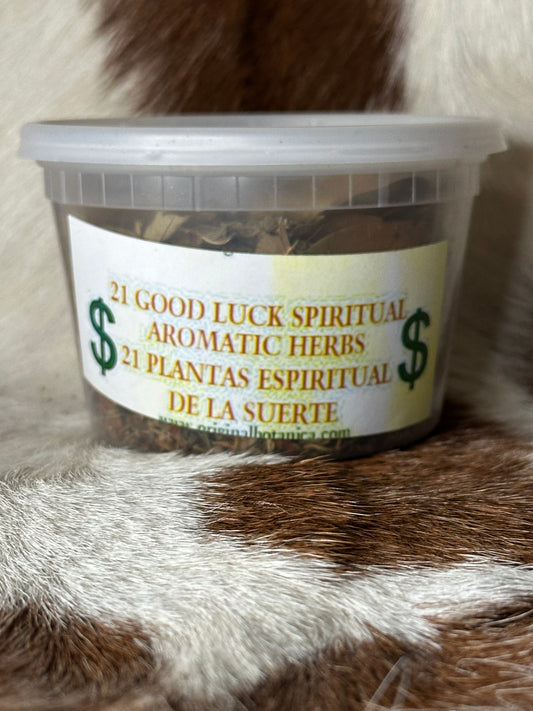 21 GOOD LUCK SPIRITUAL
AROMATIC HERBS
$ $
21 PLANTAS ESPIRITUAL
DE LA SUERTE
www.originalbotanica.com